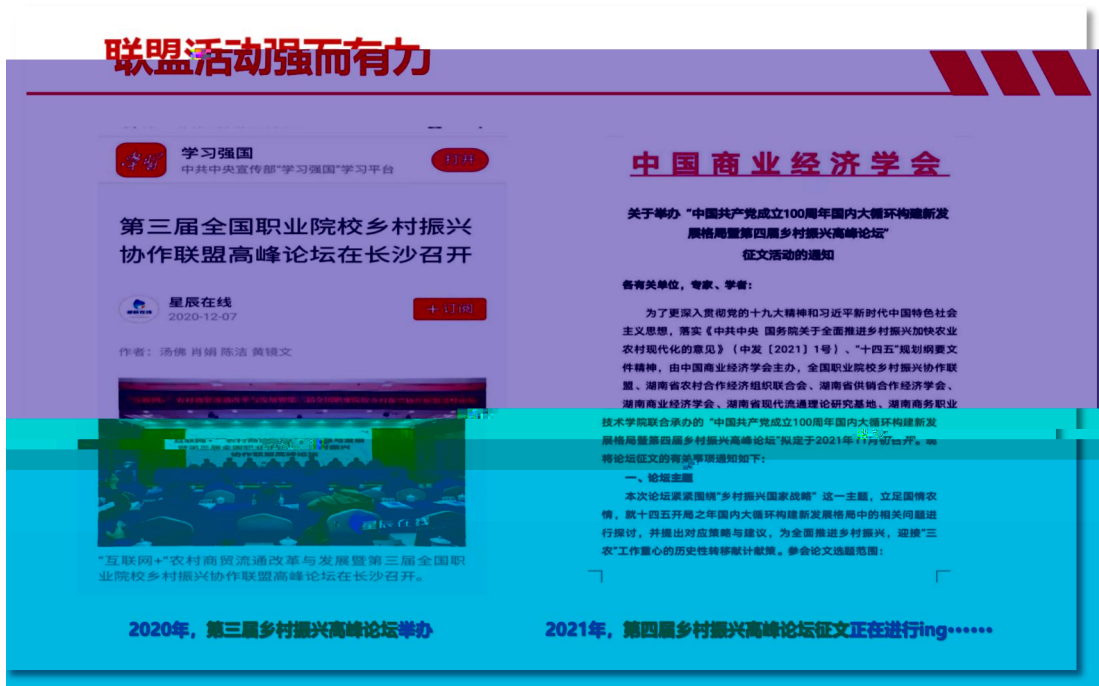 联盟活动强而有力
学习强国
中共中央宣传部“学习强国”学习平台
打开
第三届全国职业院校乡村振兴
协作联盟高峰论坛在长沙召开
星辰在线
2020-12-07
＋订阅
作者：汤佛 肖娟 陈洁 黄镜文
协作联盟高峰论坛
星辰在线
“互联网+”农村商贸流通改革与发展暨第三届全国职
业院校乡村振兴协作联盟高峰论坛在长沙召开。
2020年，第三届乡村振兴高峰论坛举办
中国商业经济学会
关于举办“中国共产党成立100周年国内大循环构建新发
展格局暨第四届乡村振兴高峰论坛”
征文活动的通知
各有关单位，专家、学者：
为了更深入贯彻党的十九大精神和习近平新时代中国特色社会
主义思想，落实《中共中央 国务院关于全面推进乡村振兴加快农业
农村现代化的意见》（中发［2021］1号）、“十四五”规划纲要文
件精神，由中国商业经济学会主办，全国职业院校乡村振兴协作联
盟、湖南省农村合作经济组织联合会、湖南省供销合作经济学会、
湖南商业经济学会、湖南省现代流通理论研究基地、湖南商务职业
技术学院联合承办的“中国共产党成立100周年国内大循环构建新发
展格局暨第四届乡村振兴高峰论坛”拟定于2021年11月初召开。现
将论坛征文的有关事项通知如下：
一、论坛主题
本次论坛紧紧围绕“乡村振兴国家战略”这一主题，立足国情农
情，就十四五开局之年国内大循环构建新发展格局中的相关问题进
行探讨，并提出对应策略与建议，为全面推进乡村振兴，迎接“三
农”工作重心的历史性转移献计献策。参会论文选题范围：
2021年，第四届乡村振兴高峰论坛征文正在进行ing……